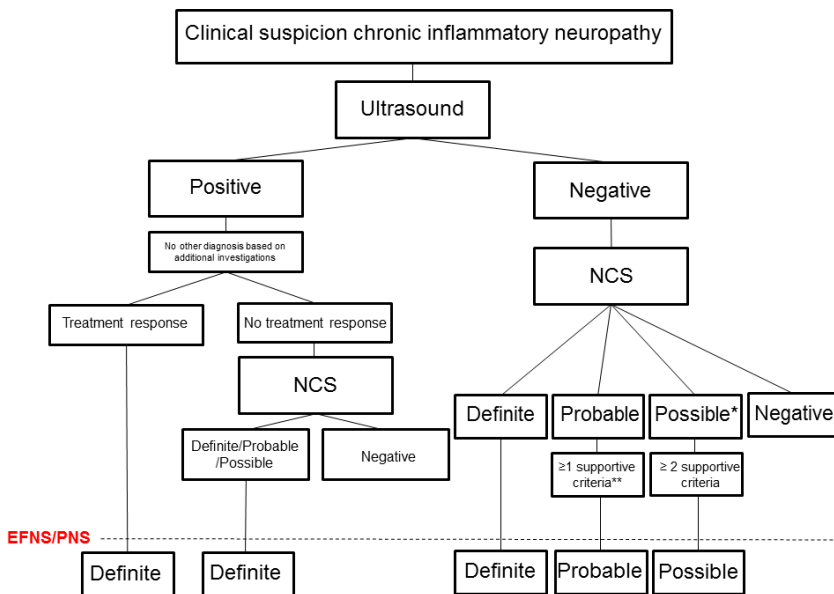 Clinical suspicion chronic inflammatory neuropathy
Ultrasound
Positive
Negative
No other diagnosis based on
additional investigations
NCS
Treatment response
No treatment response
NCS
Definite
Probable
Possible*
Negative
Definite/Probable
/Possible
Negative
≥1 supportive
criteria**
≥ 2 supportive
criteria
EFNS/PNS
Definite
Definite
Definite
Probable
Possible